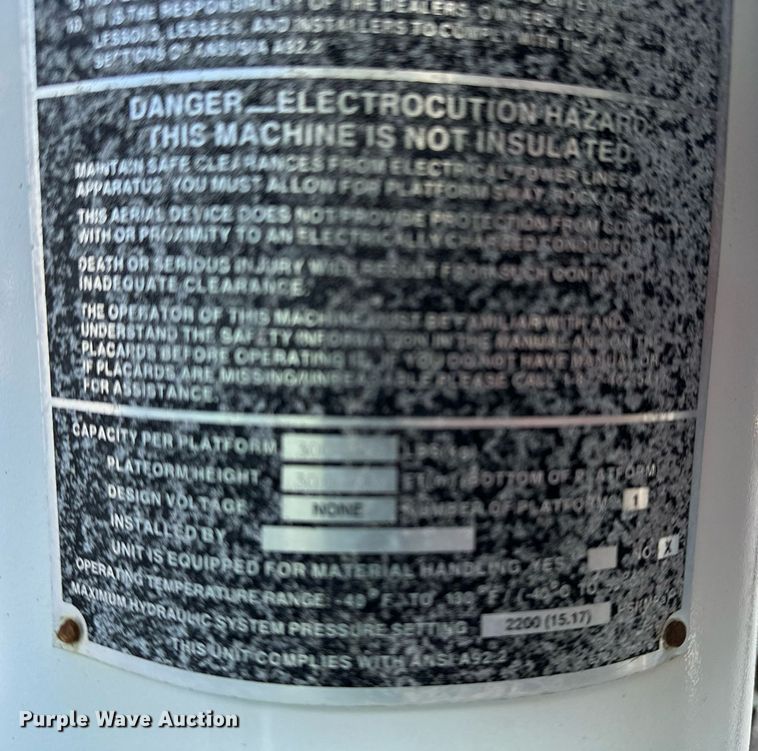 IT IS THE RESPONSIBILITY OF THE DEALERS, OWNERS,
LESSORS, LESSEES, AND INSTALLERS TO COMPLY WITH THE
SECTIONS OF ANSI/SIA A92.2
DANGER—ELECTROCUTION HAZARD
THIS MACHINE IS NOT INSULATED
MAINTAIN SAFE CLEARANCES FROM ELECTRICAL POWER LINES
APPARATUS. YOU MUST ALLOW FOR PLATFORM SWAY, ROCK OR SAG.
THIS AERIAL DEVICE DOES NOT PROVIDE PROTECTION FROM CONTACT
WITH OR PROXIMITY TO AN ELECTRICALLY CHARGED CONDUCTOR.
DEATH OR SERIOUS INJURY WILL RESULT FROM SUCH CONTACT OR
INADEQUATE CLEARANCE.
THE OPERATOR OF THIS MACHINE MUST BE FAMILIAR WITH AND
UNDERSTAND THE SAFETY INFORMATION IN THE MANUAL AND ON THE
PLACARDS BEFORE OPERATING IT. IF YOU DO NOT HAVE MANUAL OR
IF PLACARDS ARE MISSING/UNREADABLE PLEASE CALL
FOR ASSISTANCE.
CAPACITY PER PLATFORM
PLATFORM HEIGHT BOTTOM OF PLATFORM
DESIGN VOLTAGE NONE NUMBER OF PLATFORMS 1
INSTALLED BY
UNIT IS EQUIPPED FOR MATERIAL HANDLING, YES NO X
OPERATING TEMPERATURE RANGE: -40°F TO
MAXIMUM HYDRAULIC SYSTEM PRESSURE SETTING 2200 (15.17)
THIS UNIT COMPLIES WITH ANSI A92.2
Purple Wave Auction